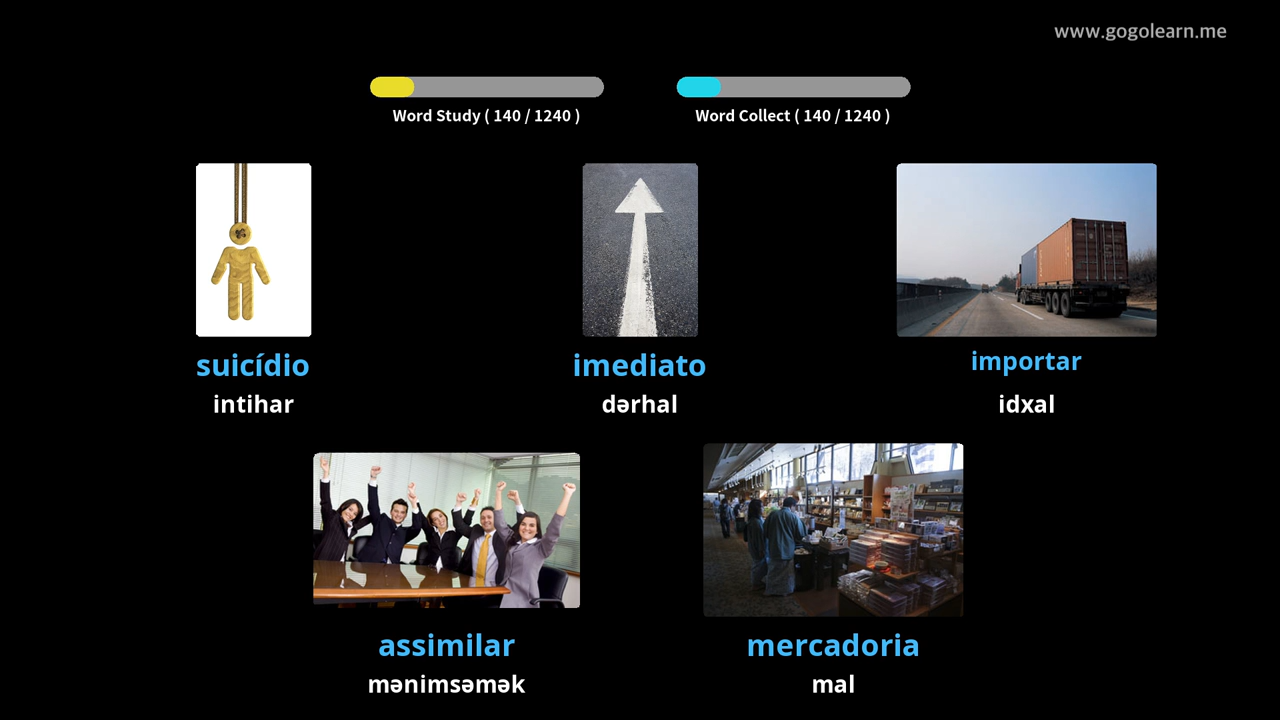 www.gogolearn.me
Word Study ( 140 / 1240 )
Word Collect ( 140 / 1240 )
suicídio
intihar
imediato
dərhal
importar
idxal
assimilar
mənimsəmək
mercadoria
mal